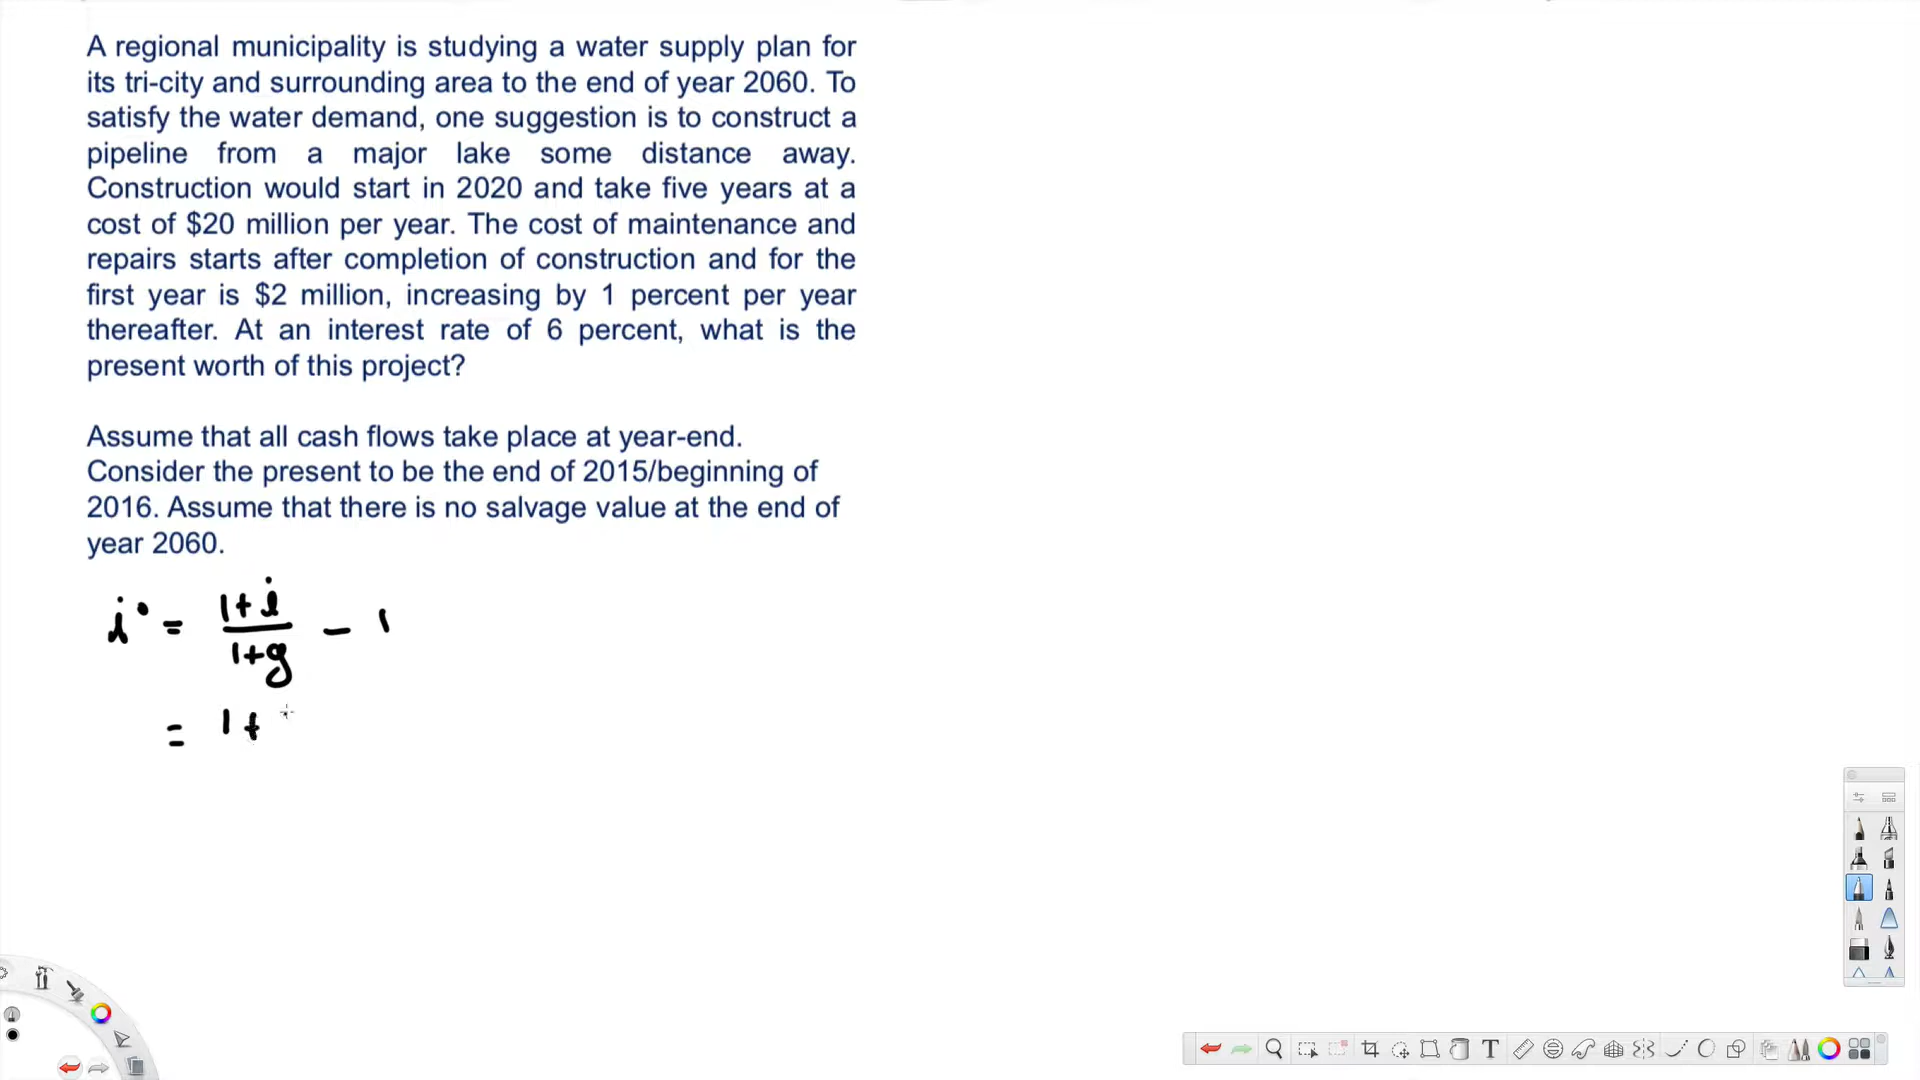 A regional municipality is studying a water supply plan for
its tri-city and surrounding area to the end of year 2060. To
satisfy the water demand, one suggestion is to construct a
pipeline from a major lake some distance away.
Construction would start in 2020 and take five years at a
cost of $20 million per year. The cost of maintenance and
repairs starts after completion of construction and for the
first year is $2 million, increasing by 1 percent per year
thereafter. At an interest rate of 6 percent, what is the
present worth of this project?
Assume that all cash flows take place at year-end.
Consider the present to be the end of 2015/beginning of
2016. Assume that there is no salvage value at the end of
year 2060.
i° = 1+i / 1+g − 1
= 1+
T